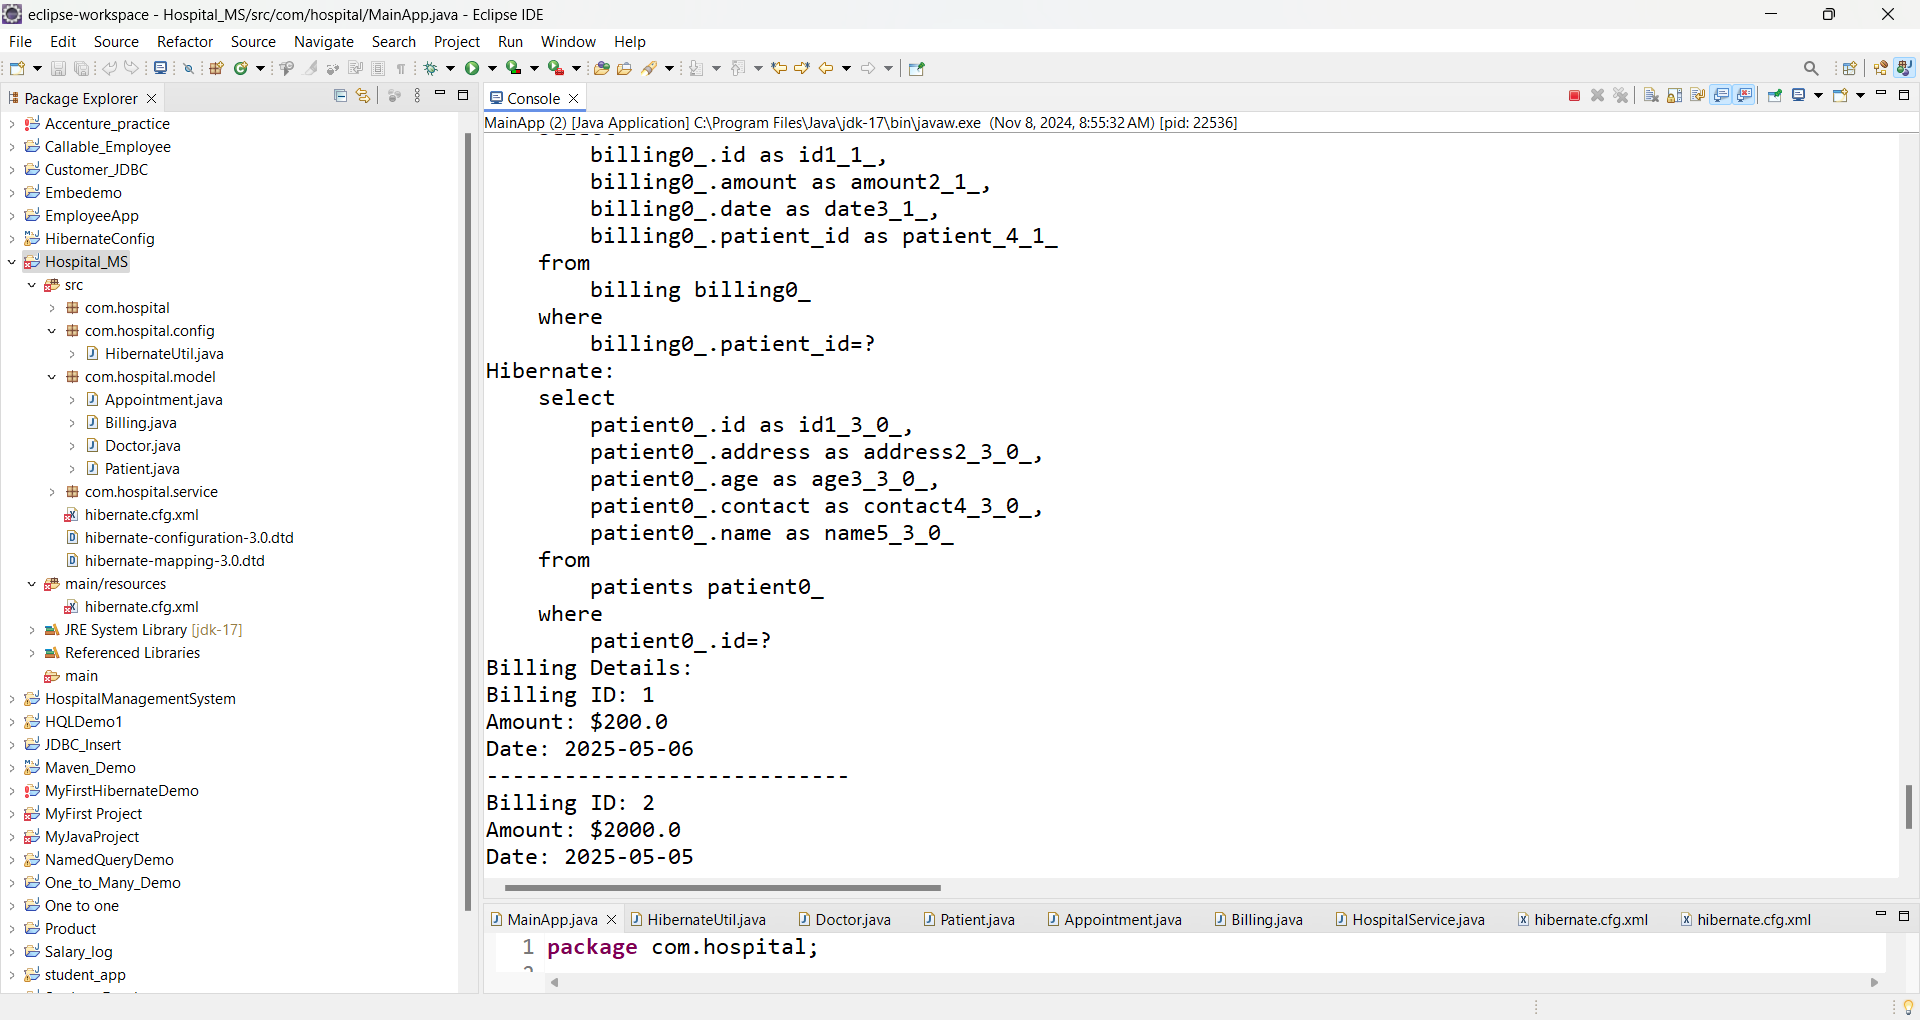 eclipse-workspace - Hospital_MS/src/com/hospital/MainApp.java - Eclipse IDE
File Edit Source Refactor Source Navigate Search Project Run Window Help
Package Explorer
Accenture_practice
Callable_Employee
Customer_JDBC
Embedemo
EmployeeApp
HibernateConfig
Hospital_MS
src
com.hospital
com.hospital.config
HibernateUtil.java
com.hospital.model
Appointment.java
Billing.java
Doctor.java
Patient.java
com.hospital.service
hibernate.cfg.xml
hibernate-configuration-3.0.dtd
hibernate-mapping-3.0.dtd
main/resources
hibernate.cfg.xml
JRE System Library [jdk-17]
Referenced Libraries
main
HospitalManagementSystem
HQLDemo1
JDBC_Insert
Maven_Demo
MyFirstHibernateDemo
MyFirst Project
MyJavaProject
NamedQueryDemo
One_to_Many_Demo
One to one
Product
Salary_log
student_app
Console
MainApp (2) [Java Application] C:\Program Files\Java\jdk-17\bin\javaw.exe (Nov 8, 2024, 8:55:32 AM) [pid: 22536]
billing0_.id as id1_1_,
billing0_.amount as amount2_1_,
billing0_.date as date3_1_,
billing0_.patient_id as patient_4_1_
from
billing billing0_
where
billing0_.patient_id=?
Hibernate:
select
patient0_.id as id1_3_0_,
patient0_.address as address2_3_0_,
patient0_.age as age3_3_0_,
patient0_.contact as contact4_3_0_,
patient0_.name as name5_3_0_
from
patients patient0_
where
patient0_.id=?
Billing Details:
Billing ID: 1
Amount: $200.0
Date: 2025-05-06
----------------------------
Billing ID: 2
Amount: $2000.0
Date: 2025-05-05
MainApp.java HibernateUtil.java Doctor.java Patient.java Appointment.java Billing.java HospitalService.java hibernate.cfg.xml hibernate.cfg.xml
1 package com.hospital;